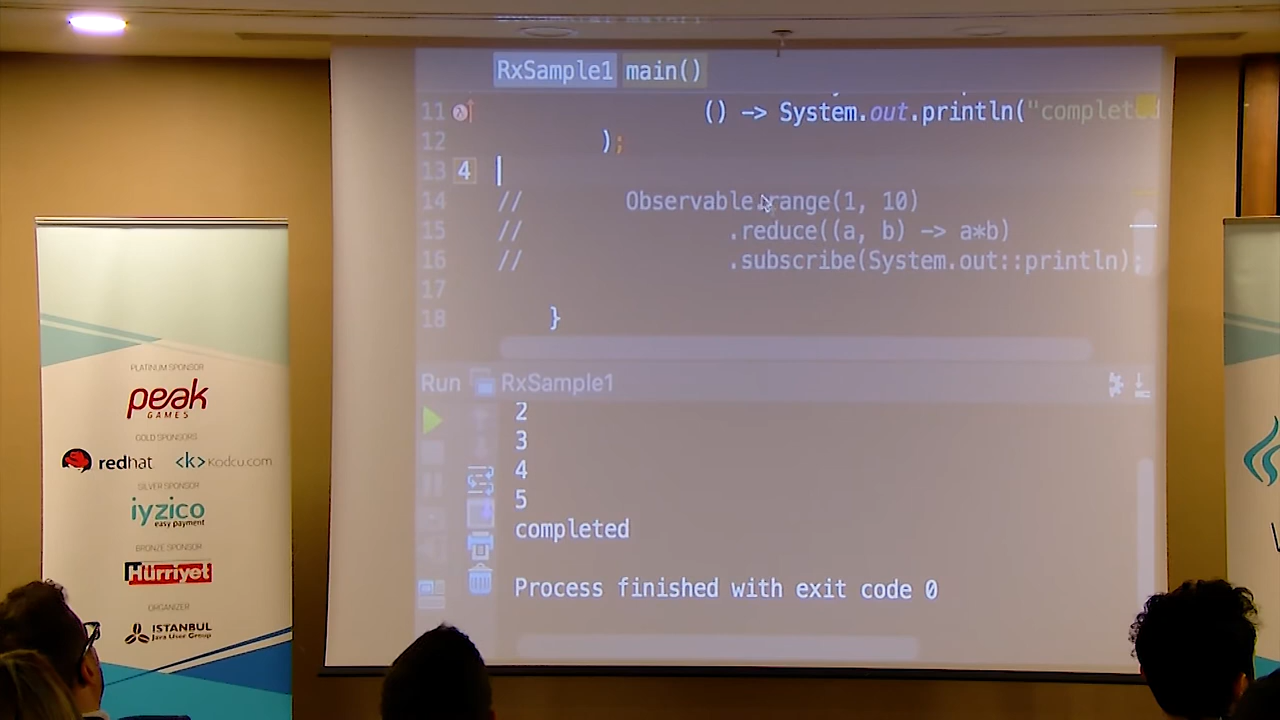 RxSample1 main()
11 () -> System.out.println("completed
12 );
13 4
14 // Observable.range(1, 10)
15 // .reduce((a, b) -> a*b)
16 // .subscribe(System.out::println);
17
18 }
Run RxSample1
2
3
4
5
completed
Process finished with exit code 0
PLATINUM SPONSOR
peak
GAMES
GOLD SPONSORS
redhat <k>Kodcu.com
SILVER SPONSOR
iyzico
easy payment
BRONZE SPONSOR
Hürriyet
ORGANIZER
ISTANBUL
Java User Group